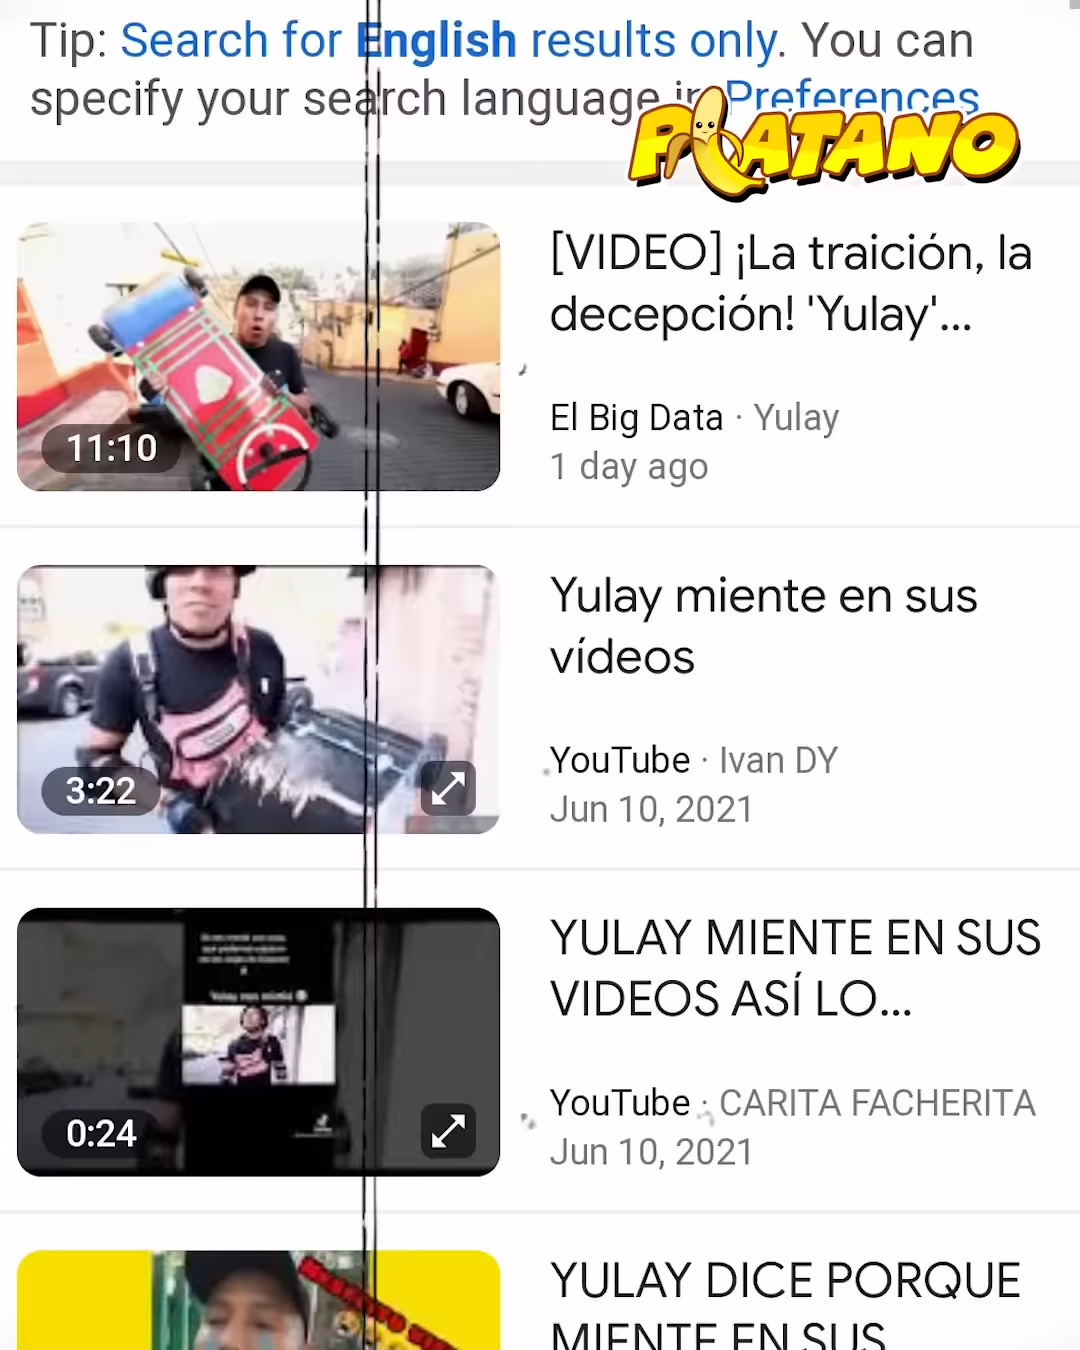 Tip: Search for English results only. You can
specify your search language in Preferences
PLATANO
[VIDEO] ¡La traición, la
decepción! 'Yulay'...
El Big Data · Yulay
1 day ago
11:10
Yulay miente en sus
vídeos
YouTube · Ivan DY
Jun 10, 2021
3:22
YULAY MIENTE EN SUS
VIDEOS ASÍ LO...
YouTube · CARITA FACHERITA
Jun 10, 2021
0:24
YULAY DICE PORQUE
MIENTE EN SUS